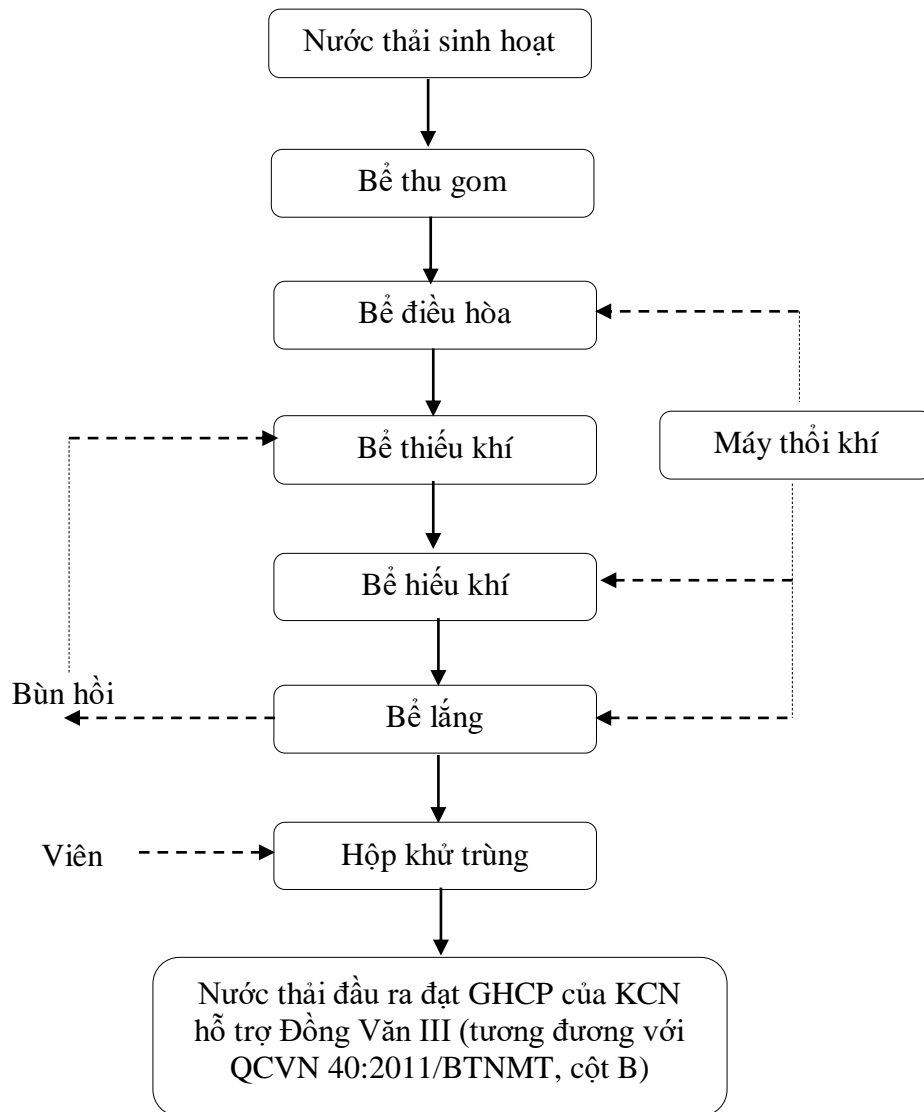 Nước thải sinh hoạt
Bể thu gom
Bể điều hòa
Bể thiếu khí
Máy thổi khí
Bể hiếu khí
Bùn hồi
Bể lắng
Viên
Hộp khử trùng
Nước thải đầu ra đạt GHCP của KCN
hỗ trợ Đồng Văn III (tương đương với
QCVN 40:2011/BTNMT, cột B)